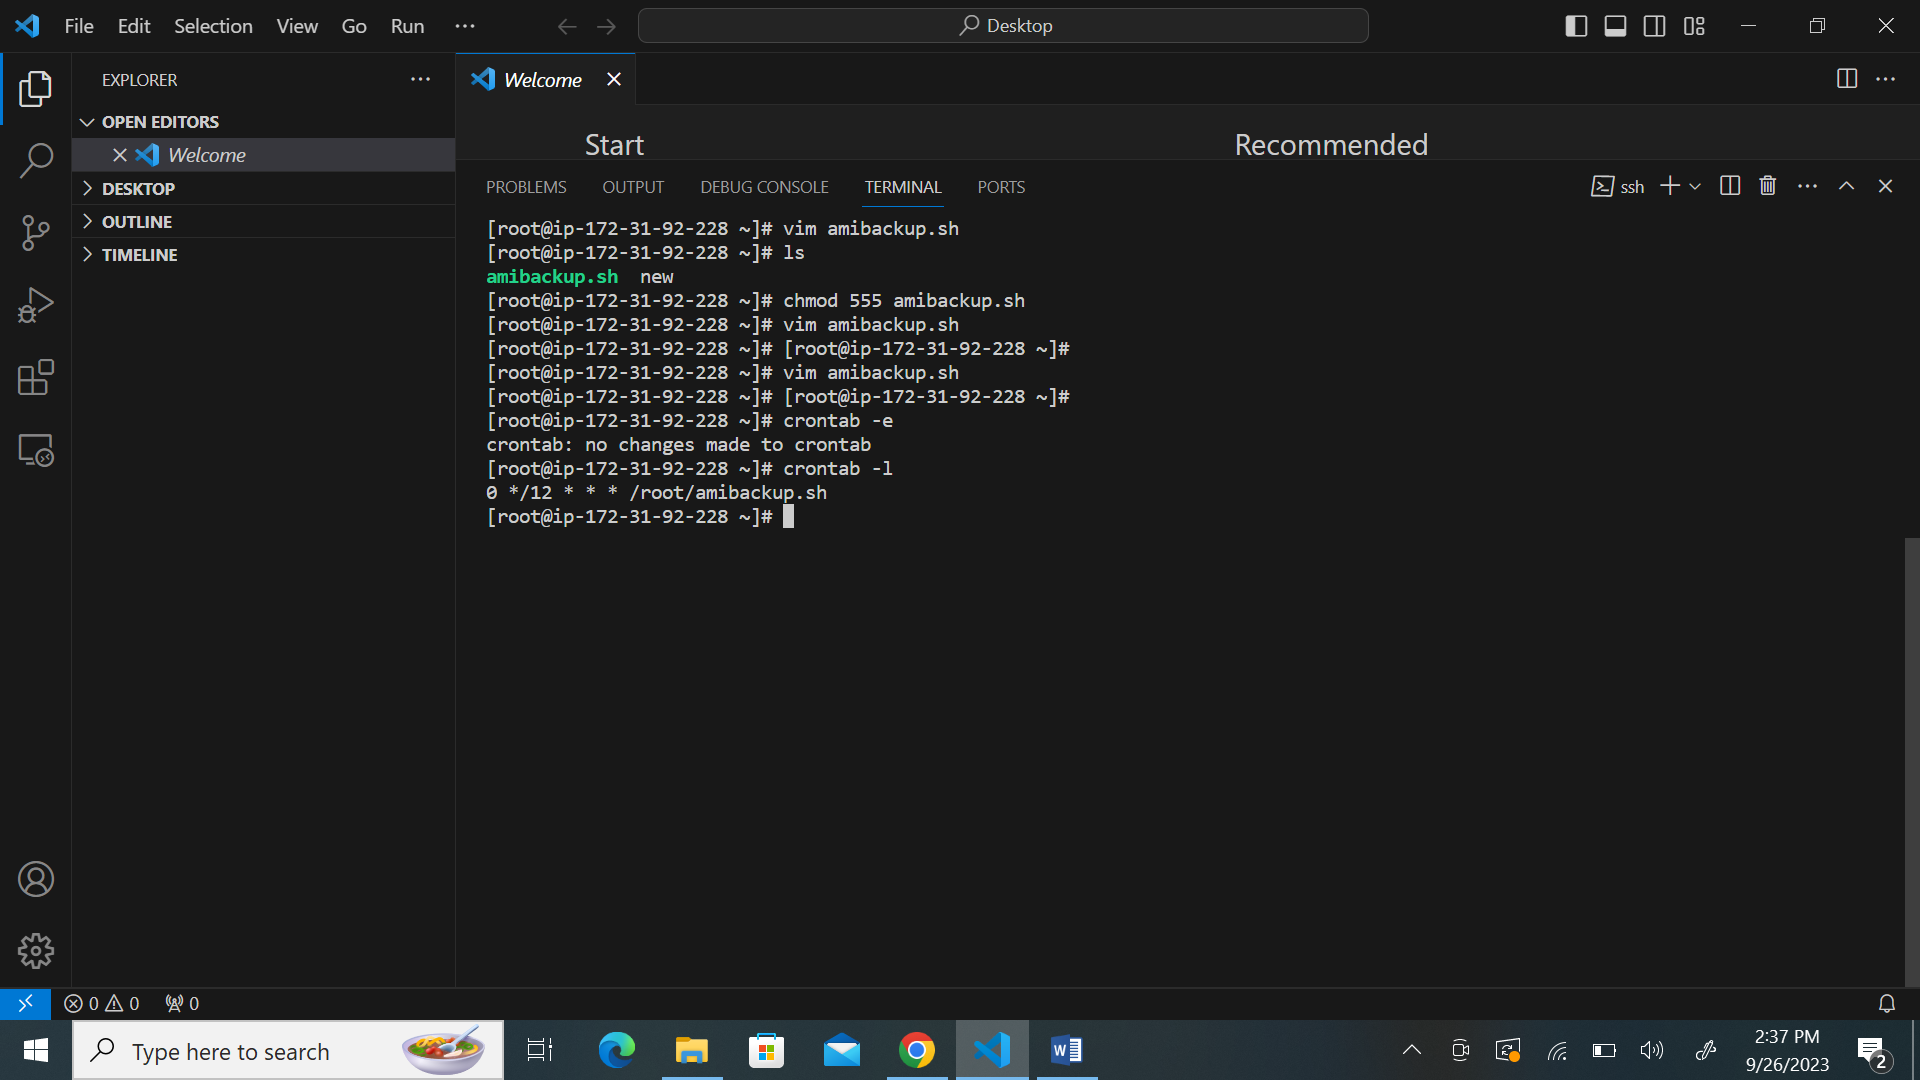 File Edit Selection View Go Run ···
Desktop
EXPLORER
Welcome
OPEN EDITORS
Welcome
DESKTOP
OUTLINE
TIMELINE
Start
Recommended
PROBLEMS OUTPUT DEBUG CONSOLE TERMINAL PORTS
ssh
[root@ip-172-31-92-228 ~]# vim amibackup.sh
[root@ip-172-31-92-228 ~]# ls
amibackup.sh  new
[root@ip-172-31-92-228 ~]# chmod 555 amibackup.sh
[root@ip-172-31-92-228 ~]# vim amibackup.sh
[root@ip-172-31-92-228 ~]# [root@ip-172-31-92-228 ~]#
[root@ip-172-31-92-228 ~]# vim amibackup.sh
[root@ip-172-31-92-228 ~]# [root@ip-172-31-92-228 ~]#
[root@ip-172-31-92-228 ~]# crontab -e
crontab: no changes made to crontab
[root@ip-172-31-92-228 ~]# crontab -l
0 */12 * * * /root/amibackup.sh
[root@ip-172-31-92-228 ~]#
0 0 0
Type here to search
W
2:37 PM
9/26/2023
2